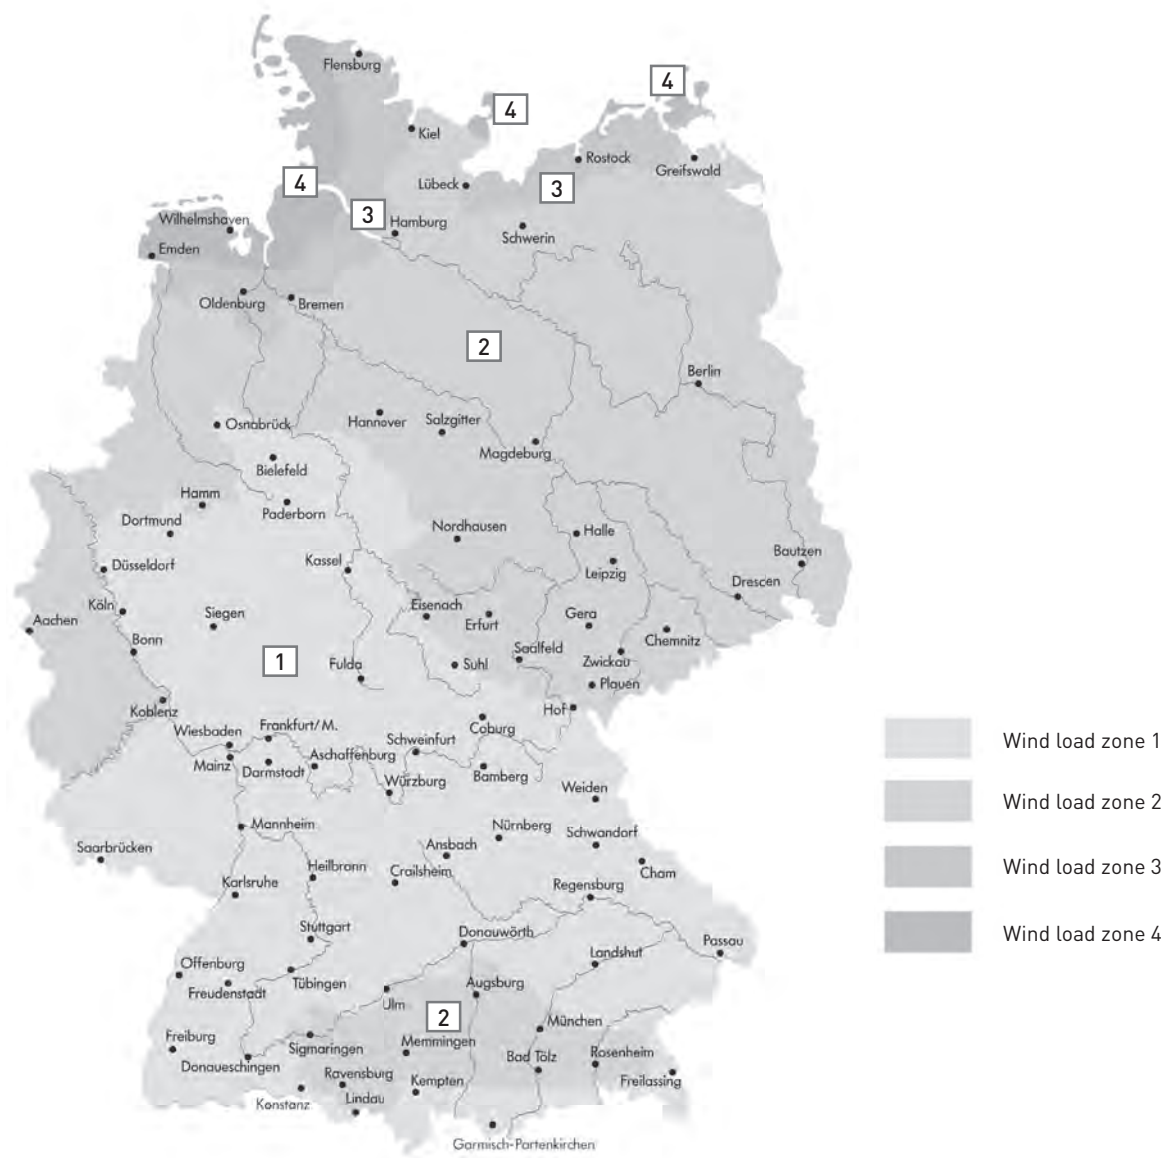 Flensburg
4
4
Kiel
Rostock
Greifswald
Lübeck
4
3
3
Hamburg
Wilhelmshaven
Schwerin
Emden
Oldenburg
Bremen
2
Berlin
Osnabrück
Hannover
Salzgitter
Magdeburg
Bielefeld
Hamm
Paderborn
Dortmund
Nordhausen
Halle
Bautzen
Kassel
Düsseldorf
Leipzig
Drescen
Köln
Eisenach
Siegen
Gera
Aachen
Erfurt
Bonn
Chemnitz
Saalfeld
1
Fulda
Suhl
Zwickau
Plauen
Koblenz
Hof
Wiesbaden
Frankfurt/M.
Coburg
Schweinfurt
Mainz
Aschaffenburg
Darmstadt
Bamberg
Würzburg
Weiden
Mannheim
Nürnberg
Schwandorf
Saarbrücken
Ansbach
Heilbronn
Crailsheim
Cham
Karlsruhe
Regensburg
Stuttgart
Donauwörth
Passau
Landshut
Offenburg
Tübingen
Augsburg
Freudenstadt
Ulm
2
München
Freiburg
Sigmaringen
Memmingen
Rosenheim
Donaueschingen
Bad Tölz
Ravensburg
Kempten
Freilassing
Konstanz
Lindau
Garmisch-Partenkirchen
Wind load zone 1
Wind load zone 2
Wind load zone 3
Wind load zone 4